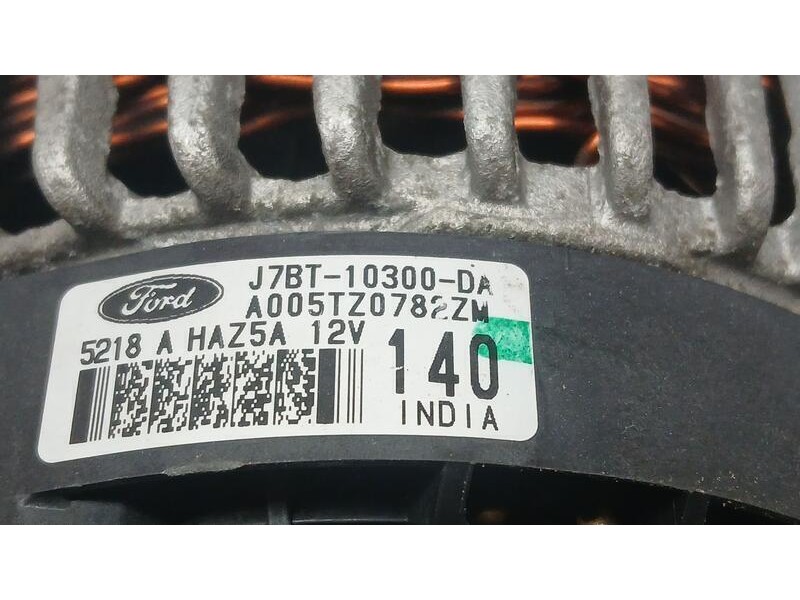 Ford
J7BT-10300-DA
A005TZ0782ZM
5218 A HAZ5A 12V
140
INDIA